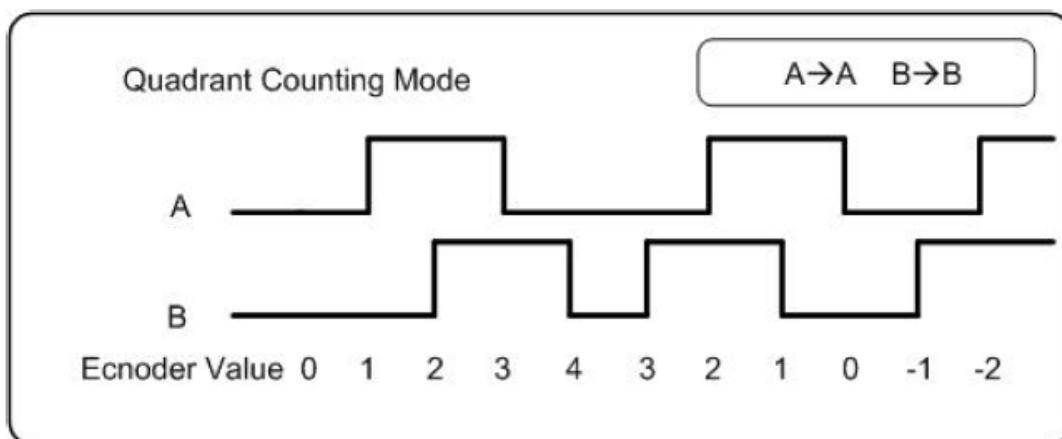 Quadrant Counting Mode
A→A B→B
A
B
Ecnoder Value 0 1 2 3 4 3 2 1 0 -1 -2